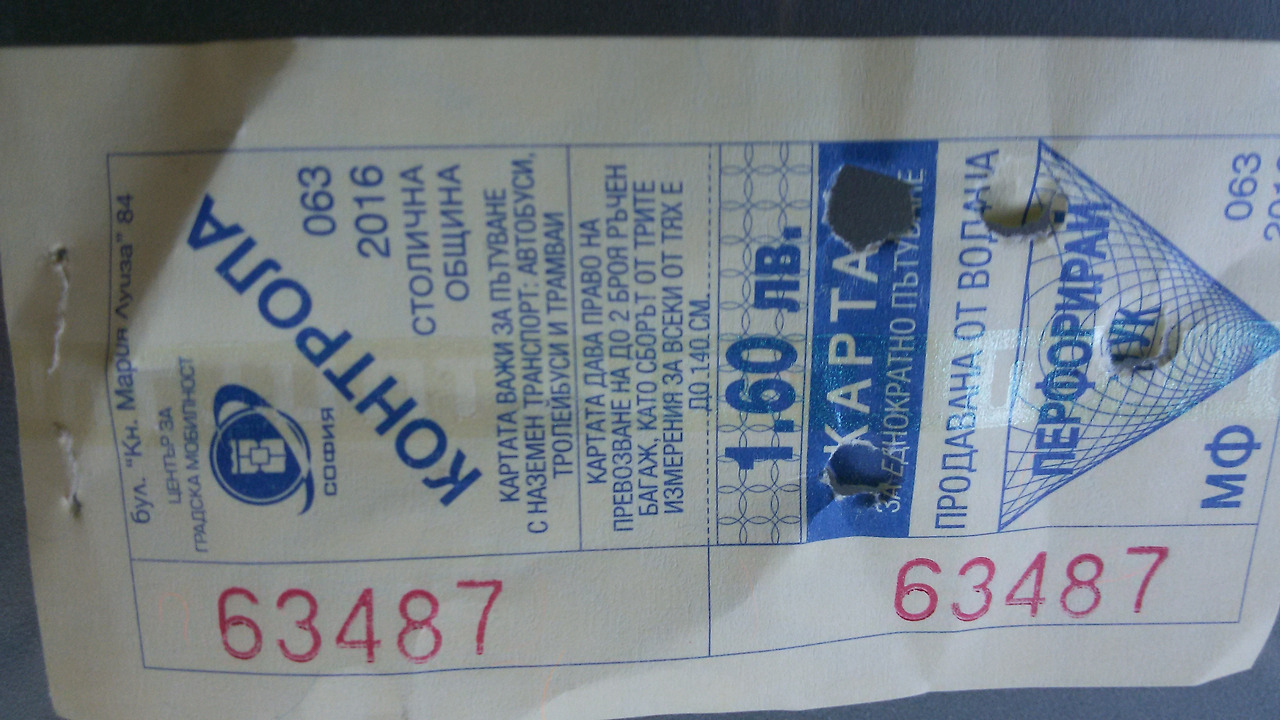 бул. "Кн. Мария Луиза" 84
ЦЕНТЪР ЗА
ГРАДСКА МОБИЛНОСТ
СОФИЯ
КОНТРОЛА
063
2016
СТОЛИЧНА
ОБЩИНА
КАРТАТА ВАЖИ ЗА ПЪТУВАНЕ
С НАЗЕМЕН ТРАНСПОРТ: АВТОБУСИ,
ТРОЛЕЙБУСИ И ТРАМВАИ
КАРТАТА ДАВА ПРАВО НА
ПРЕВОЗВАНЕ НА ДО 2 БРОЯ РЪЧЕН
БАГАЖ, КАТО СБОРЪТ ОТ ТРИТЕ
ИЗМЕРЕНИЯ ЗА ВСЕКИ ОТ ТЯХ Е
ДО 140 СМ.
1.60 ЛВ.
КАРТА
ЗА ЕДНОКРАТНО ПЪТУВАНЕ
ПРОДАВАНА ОТ ВОДАЧА
ПЕРФОРИРАЙ
ТУК
МФ
063
63487
63487